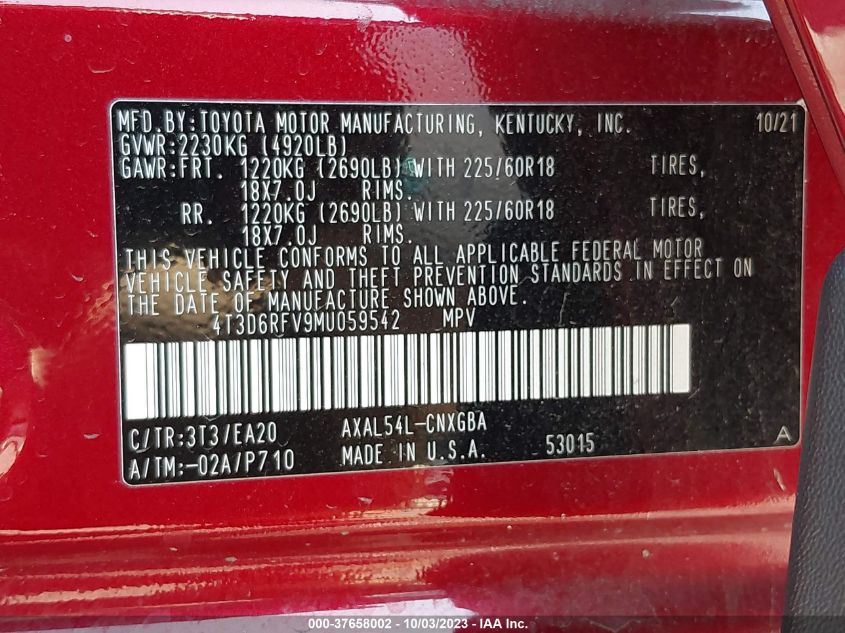 MFD.BY:TOYOTA MOTOR MANUFACTURING, KENTUCKY, INC. 10/21
GVWR:2230KG (4920LB)
GAWR:FRT. 1220KG (2690LB) WITH 225/60R18 TIRES,
18X7.0J RIMS.
RR. 1220KG (2690LB) WITH 225/60R18 TIRES,
18X7.0J RIMS.
THIS VEHICLE CONFORMS TO ALL APPLICABLE FEDERAL MOTOR
VEHICLE SAFETY AND THEFT PREVENTION STANDARDS IN EFFECT ON
THE DATE OF MANUFACTURE SHOWN ABOVE.
4T3D6RFV9MU059542 MPV
C/TR:3T3/EA20 AXAL54L-CNXGBA
A/TM:-02A/P710 MADE IN U.S.A. 53015 A
000-37658002 - 10/03/2023 - IAA Inc.